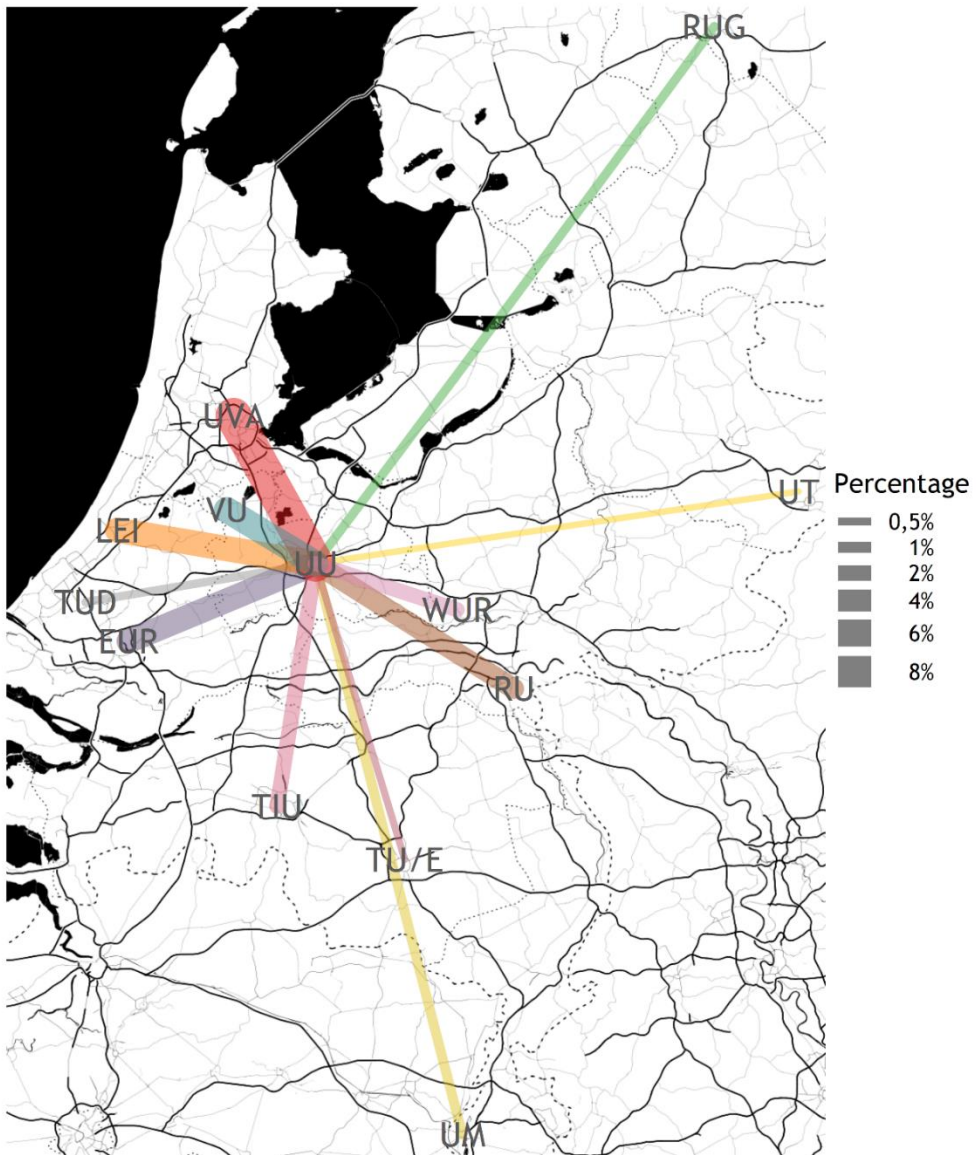 RUG
UVA
UT
VU
LEI
UU
TUD
WUR
EUR
RU
TIU
TU/E
UM
Percentage
0,5%
1%
2%
4%
6%
8%